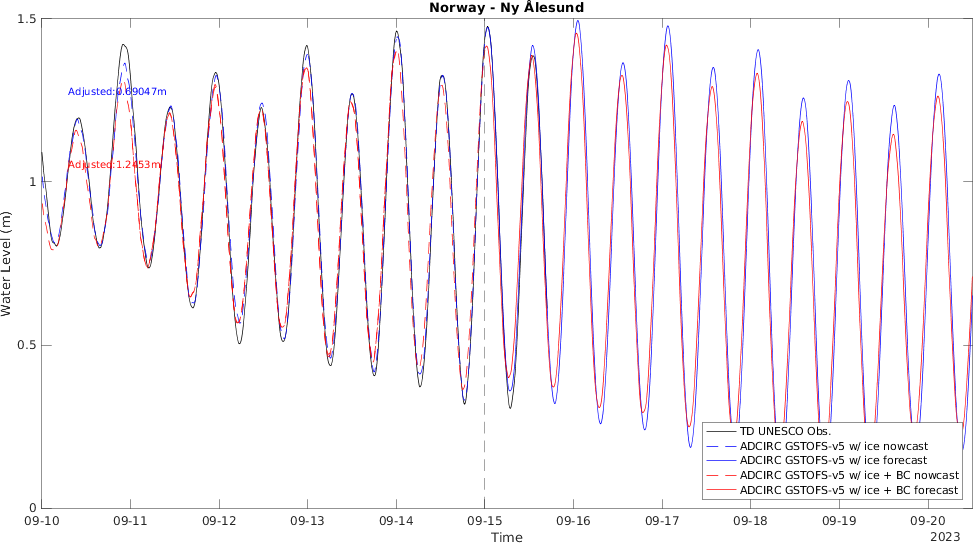 Norway - Ny Ålesund
1.5
1
0.5
0
Water Level (m)
Adjusted:0.69047m
Adjusted:1.2453m
TD UNESCO Obs.
ADCIRC GSTOFS-v5 w/ ice nowcast
ADCIRC GSTOFS-v5 w/ ice forecast
ADCIRC GSTOFS-v5 w/ ice + BC nowcast
ADCIRC GSTOFS-v5 w/ ice + BC forecast
09-10 09-11 09-12 09-13 09-14 09-15 09-16 09-17 09-18 09-19 09-20
Time
2023